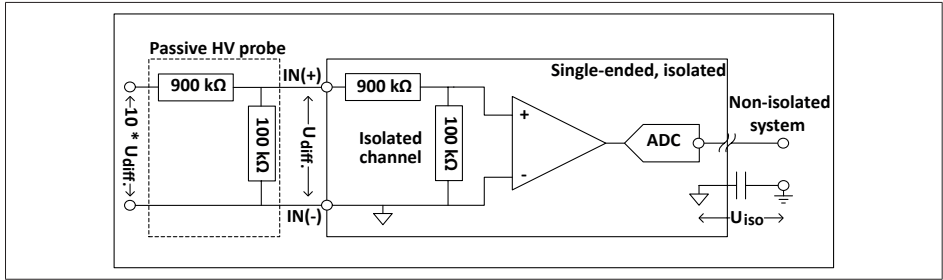 Passive HV probe
Single-ended, isolated
IN(+)
900 kΩ
900 kΩ
Non-isolated
system
10 * Udiff.
100 kΩ
Udiff.
Isolated
channel
100 kΩ
+
-
ADC
IN(-)
Uiso